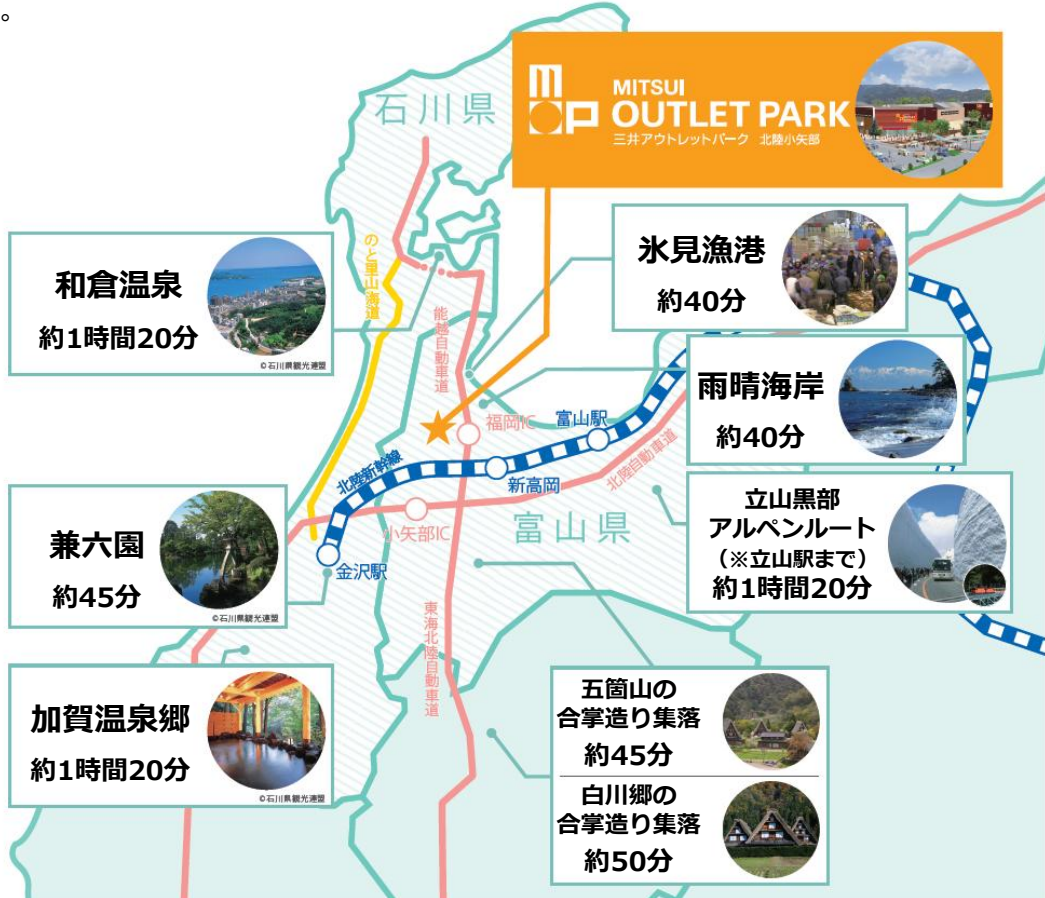 。
石川県
MITSUI
OUTLET PARK
三井アウトレットパーク 北陸小矢部
和倉温泉
約1時間20分
©石川県観光連盟
のと里山海道
能越自動車道
氷見漁港
約40分
雨晴海岸
約40分
福岡IC
富山駅
北陸新幹線
新高岡
北陸自動車道
小矢部IC
富山県
金沢駅
兼六園
約45分
©石川県観光連盟
立山黒部
アルペンルート
(※立山駅まで)
約1時間20分
東海北陸自動車道
加賀温泉郷
約1時間20分
©石川県観光連盟
五箇山の
合掌造り集落
約45分
白川郷の
合掌造り集落
約50分